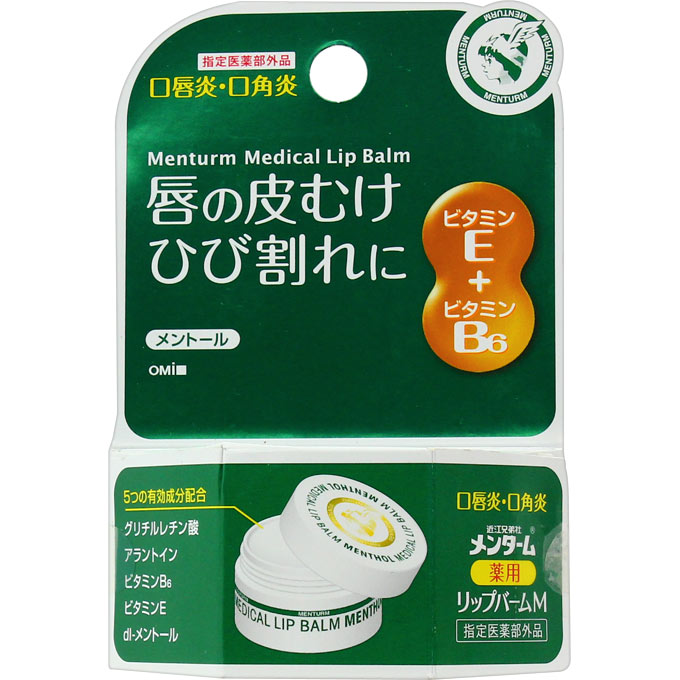 指定医薬部外品
口唇炎・口角炎
MENTURM
MENTURM
Menturm Medical Lip Balm
唇の皮むけ
ひび割れに
ビタミン
E
+
ビタミン
B6
メントール
OMi
5つの有効成分配合
グリチルレチン酸
アラントイン
ビタミンB6
ビタミンE
dl-メントール
MEDICAL LIP BALM MENTHOL MEDICAL LIP BALM MENTHOL
MENTURM
MEDICAL LIP BALM MENTHO
口唇炎・口角炎
近江兄弟社
メンターム®
薬用
リップバームM
指定医薬部外品